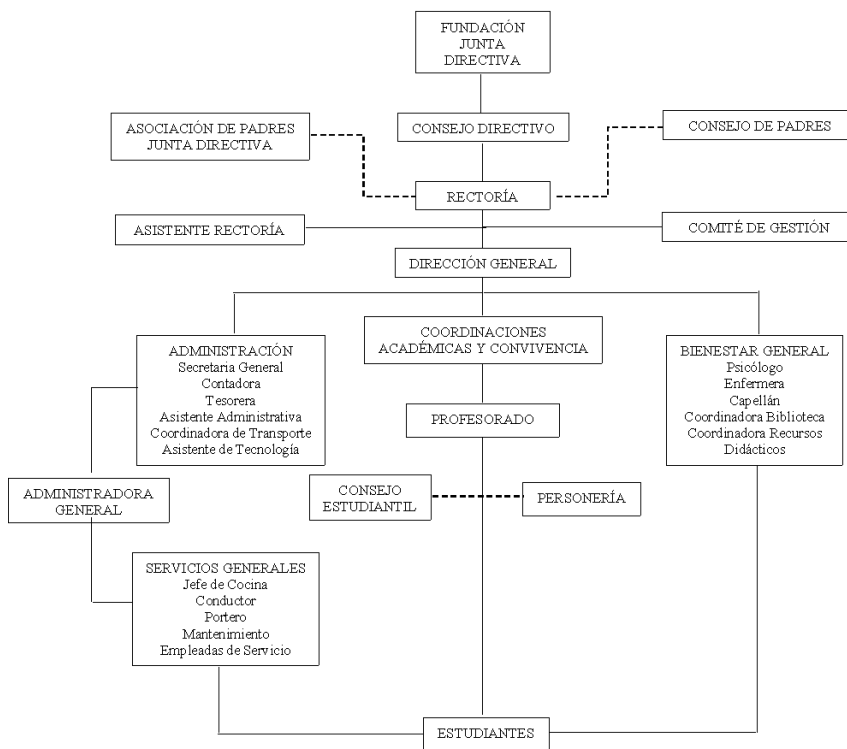 FUNDACIÓN
JUNTA
DIRECTIVA
ASOCIACIÓN DE PADRES
JUNTA DIRECTIVA
CONSEJO DIRECTIVO
CONSEJO DE PADRES
RECTORÍA
ASISTENTE RECTORÍA
COMITÉ DE GESTIÓN
DIRECCIÓN GENERAL
ADMINISTRACIÓN
Secretaria General
Contadora
Tesorera
Asistente Administrativa
Coordinadora de Transporte
Asistente de Tecnología
COORDINACIONES
ACADÉMICAS Y CONVIVENCIA
BIENESTAR GENERAL
Psicólogo
Enfermera
Capellán
Coordinadora Biblioteca
Coordinadora Recursos
Didácticos
PROFESORADO
ADMINISTRADORA
GENERAL
CONSEJO
ESTUDIANTIL
PERSONERÍA
SERVICIOS GENERALES
Jefe de Cocina
Conductor
Portero
Mantenimiento
Empleadas de Servicio
ESTUDIANTES